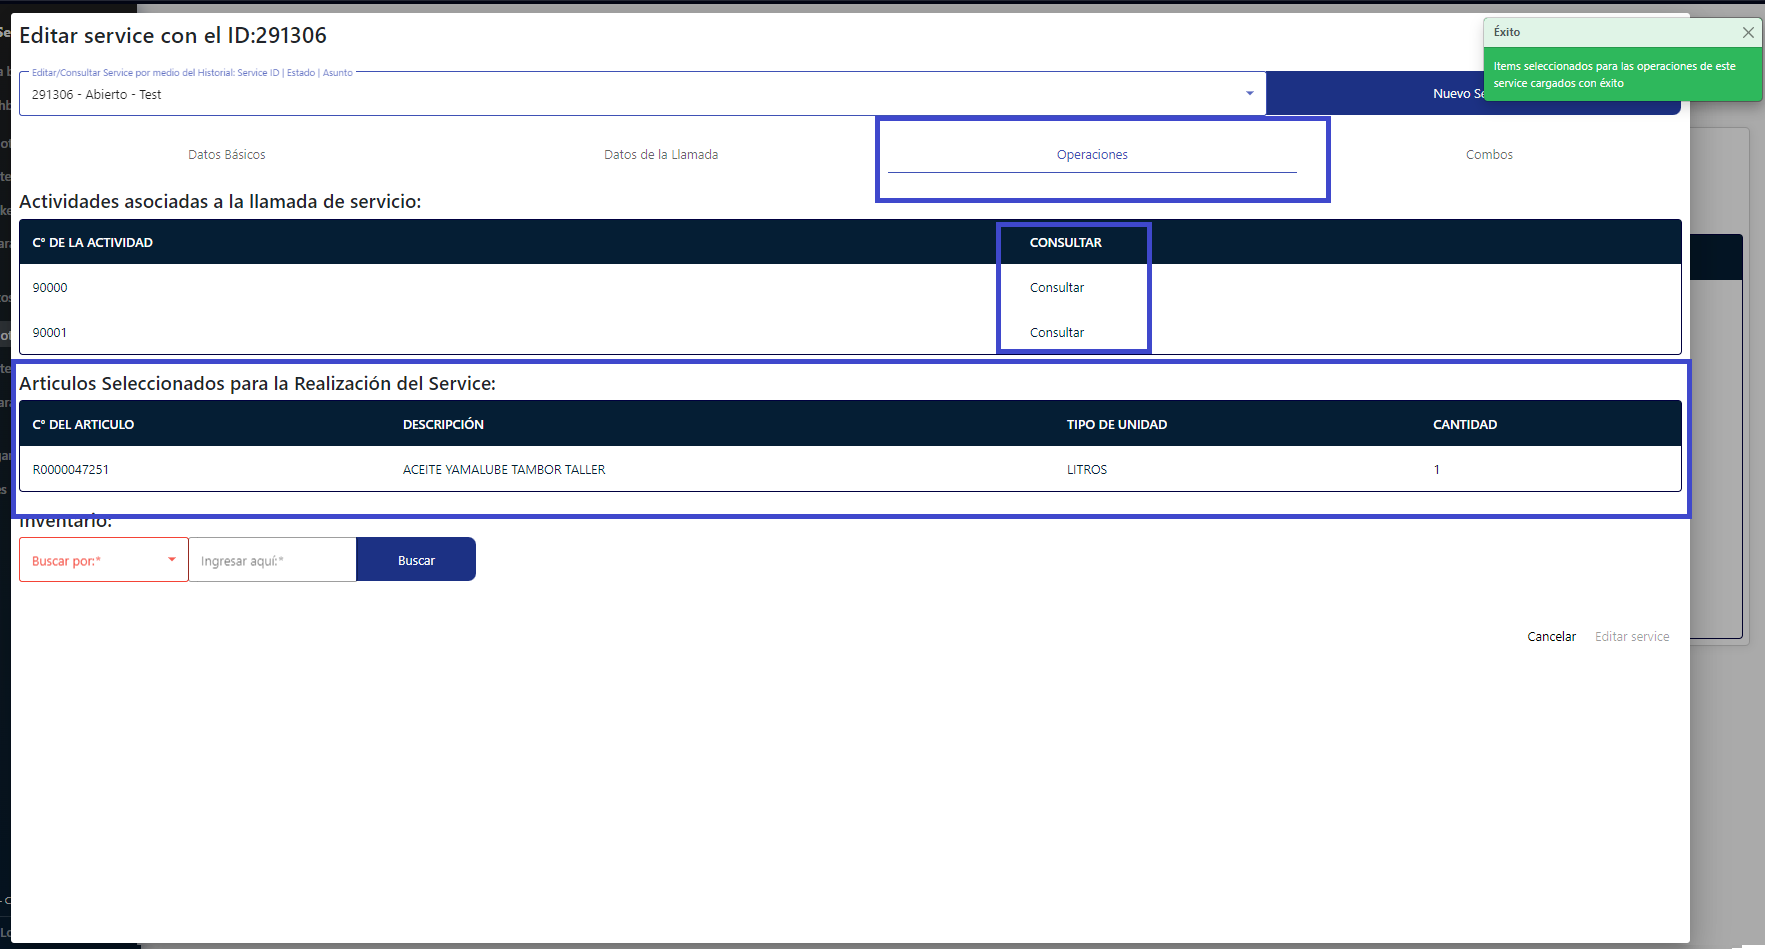 Editar service con el ID:291306
Éxito
Items seleccionados para las operaciones de este
service cargados con éxito
Editar/Consultar Service por medio del Historial: Service ID | Estado | Asunto
291306 - Abierto - Test
Nuevo Se
Datos Básicos
Datos de la Llamada
Operaciones
Combos
Actividades asociadas a la llamada de servicio:
C° DE LA ACTIVIDAD
CONSULTAR
90000
Consultar
90001
Consultar
Articulos Seleccionados para la Realización del Service:
C° DEL ARTICULO
DESCRIPCIÓN
TIPO DE UNIDAD
CANTIDAD
R0000047251
ACEITE YAMALUBE TAMBOR TALLER
LITROS
1
Inventario:
Buscar por:*
Ingresar aquí:*
Buscar
Cancelar
Editar service